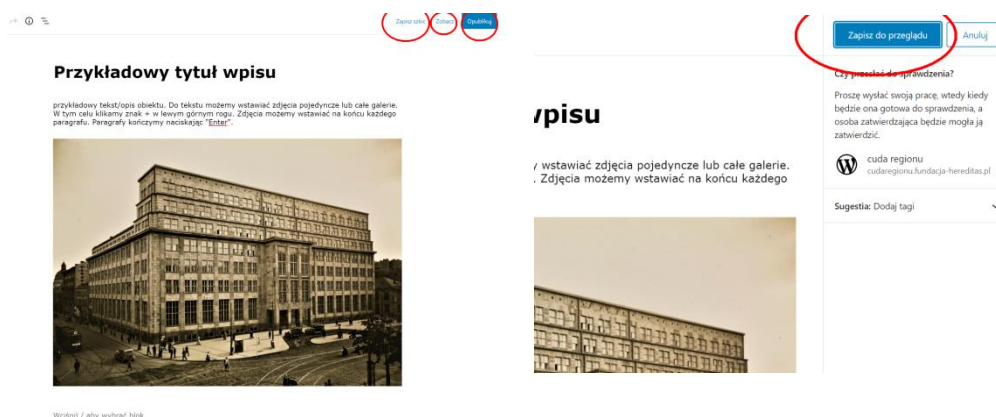 Zapisz szkic Zobacz Opublikuj
Przykładowy tytuł wpisu
przykładowy tekst/opis obiektu. Do tekstu możemy wstawiać zdjęcia pojedyncze lub całe galerie.
W tym celu klikamy znak + w lewym górnym rogu. Zdjęcia możemy wstawiać na końcu każdego
paragrafu. Paragrafy kończymy naciskając "Enter".
Wciśnij / aby wybrać blok
Zapisz do przeglądu Anuluj
Czy przesłać do sprawdzenia?
Proszę wysłać swoją pracę, wtedy kiedy
będzie ona gotowa do sprawdzenia, a
osoba zatwierdzająca będzie mogła ją
zatwierdzić.
cuda regionu
cudaregionu.fundacja-hereditas.pl
Sugestia: Dodaj tagi
wpisu
y wstawiać zdjęcia pojedyncze lub całe galerie.
. Zdjęcia możemy wstawiać na końcu każdego